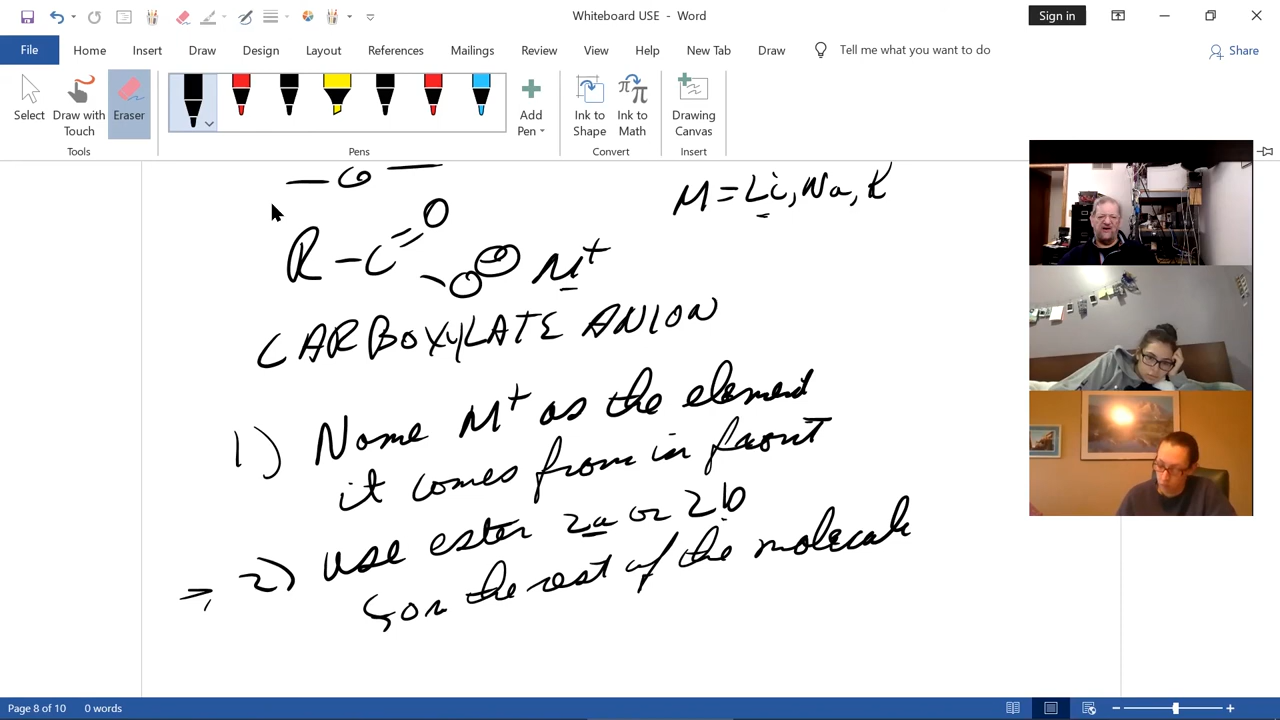 Whiteboard USE - Word
Sign in
File
Home
Insert
Draw
Design
Layout
References
Mailings
Review
View
Help
New Tab
Draw
Tell me what you want to do
Share
Select
Draw with Touch
Eraser
Add Pen
Ink to Shape
Ink to Math
Drawing Canvas
Tools
Pens
Convert
Insert
M = Li, Na, K
R - C = O
O ⊖ M+
CARBOXYLATE ANION
1) Name M+ as the element
it comes from in front
2) Use ester 2a or 2b
for the rest of the molecule
Page 8 of 10
0 words